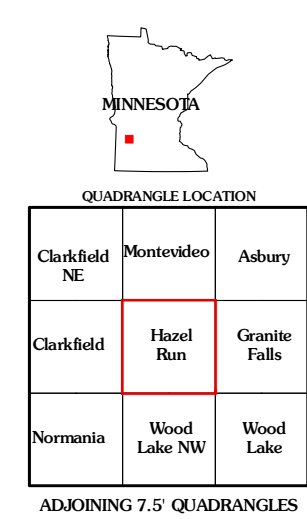 MINNESOTA
QUADRANGLE LOCATION
Clarkfield
NE
Montevideo
Asbury
Clarkfield
Hazel
Run
Granite
Falls
Normania
Wood
Lake NW
Wood
Lake
ADJOINING 7.5' QUADRANGLES